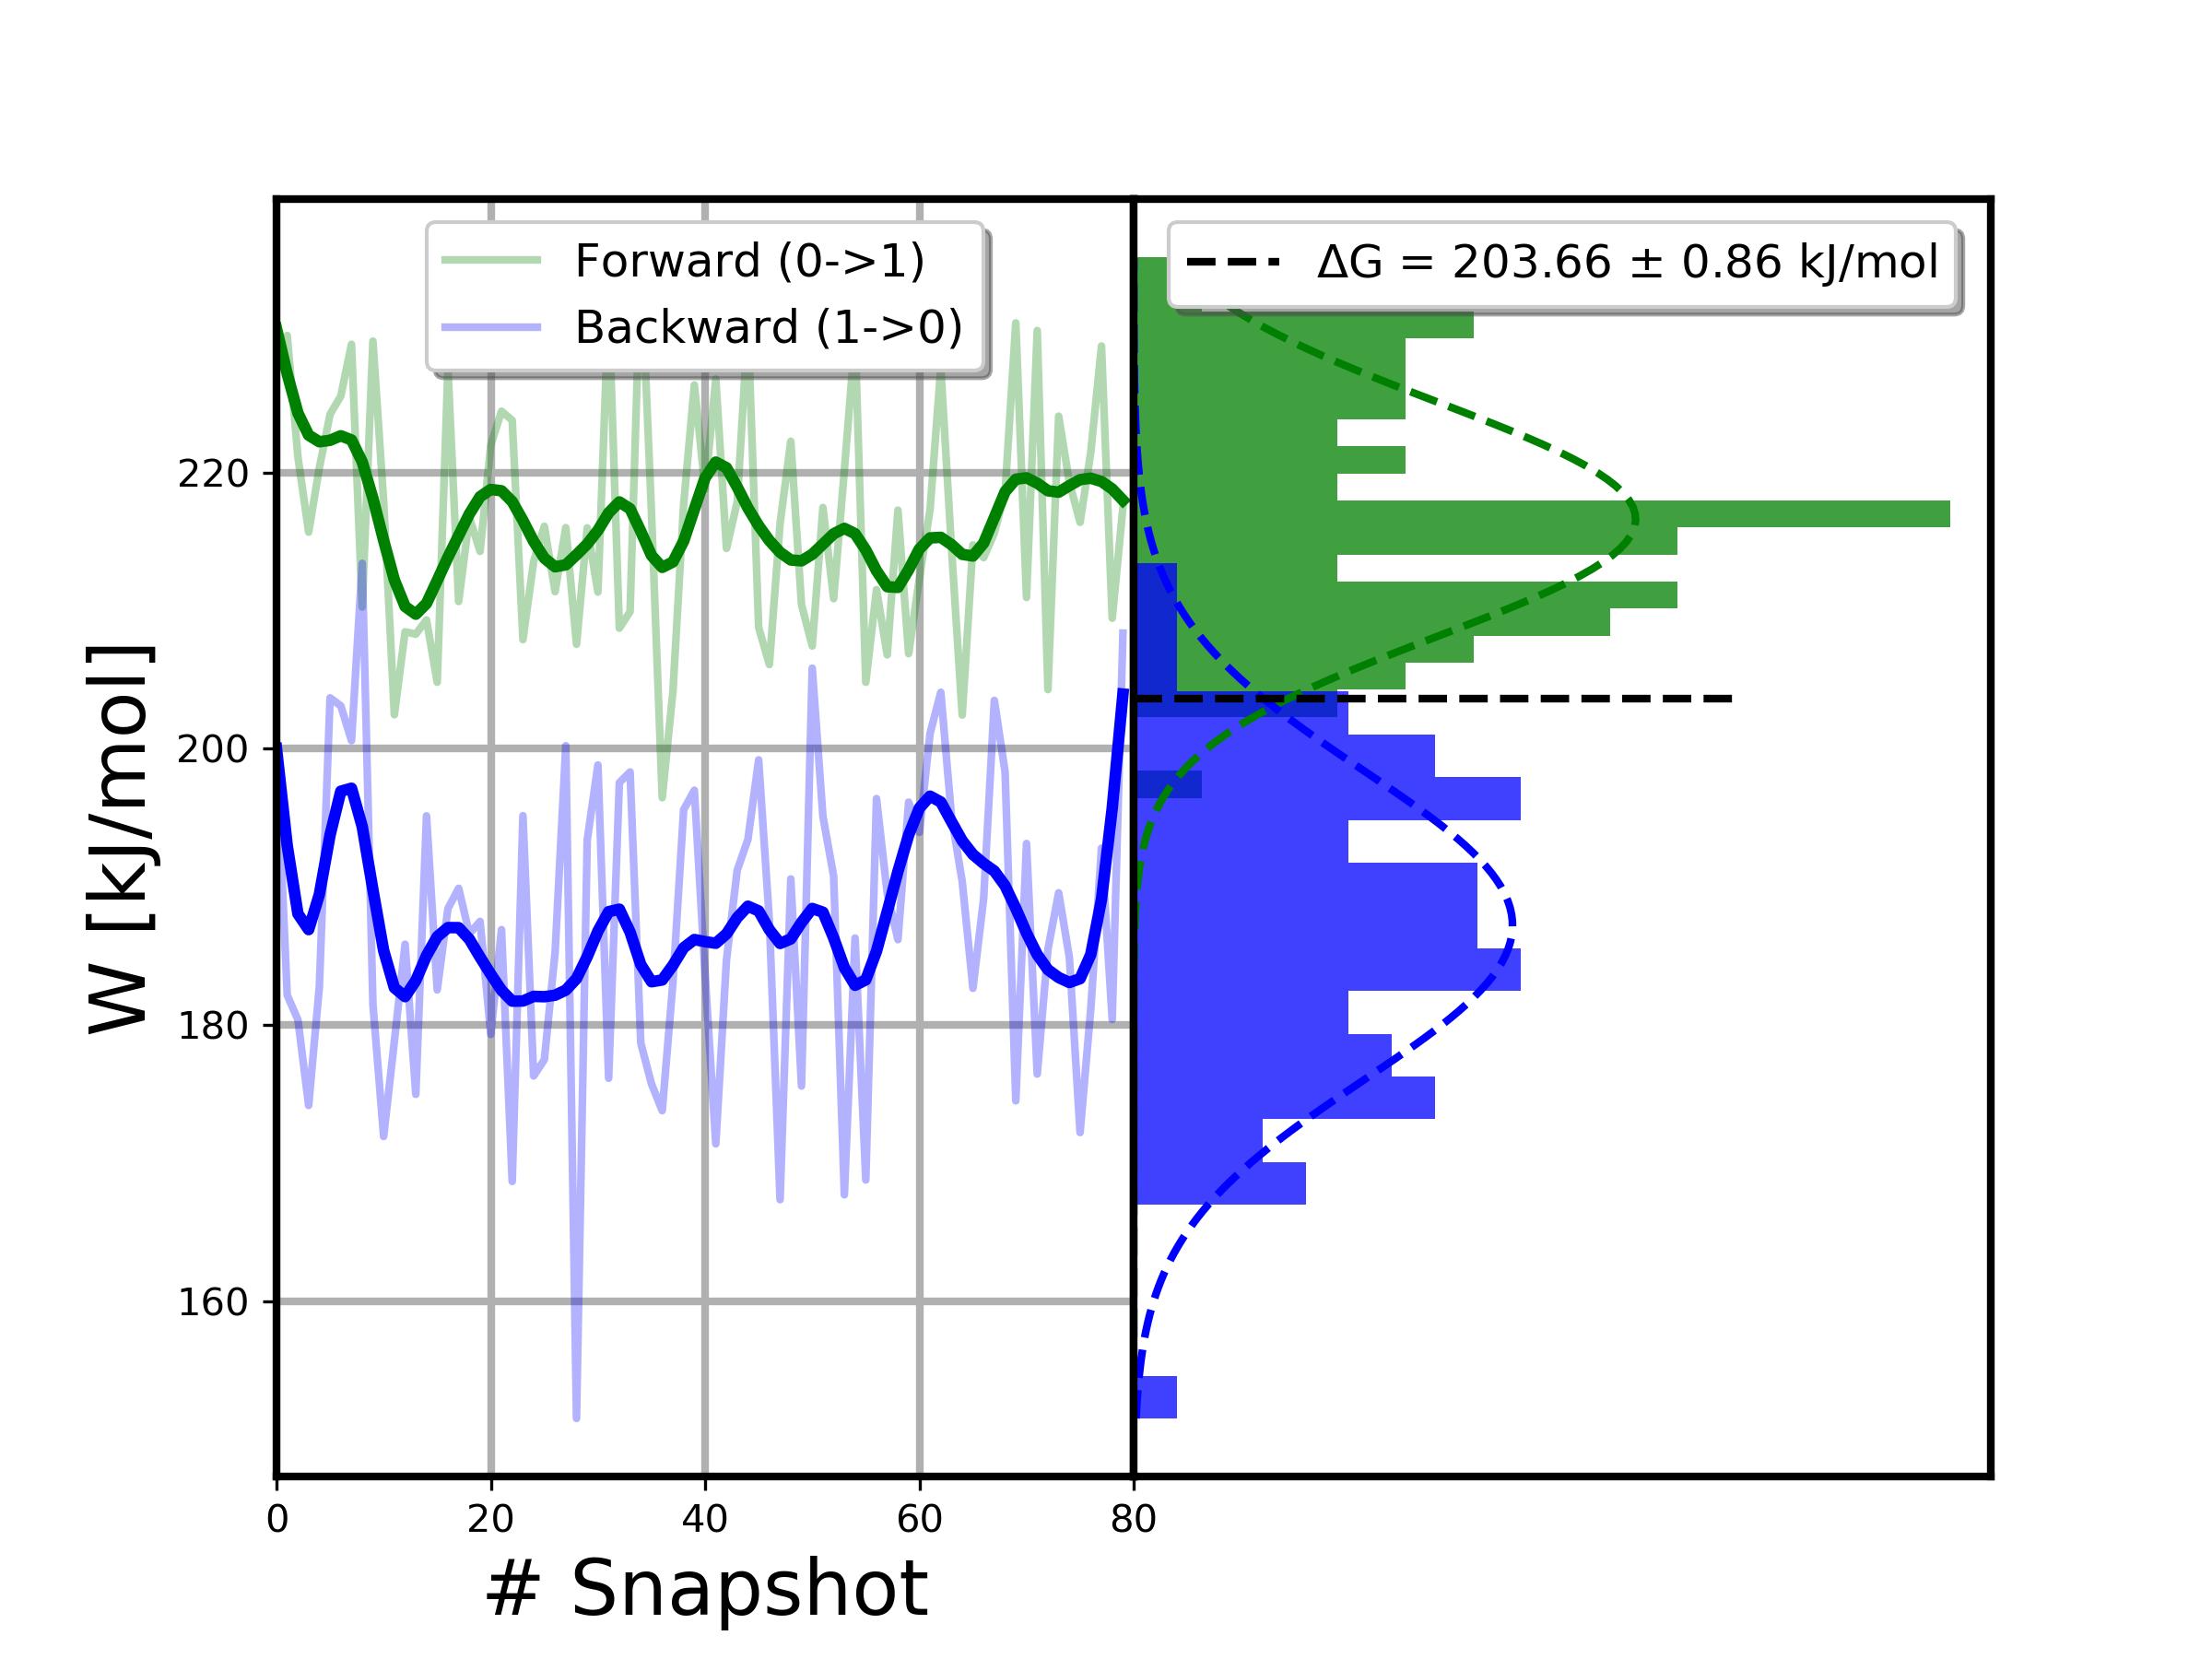 Forward (0->1)
Backward (1->0)
ΔG = 203.66 ± 0.86 kJ/mol
W [kJ/mol]
220
200
180
160
0 20 40 60 80
# Snapshot